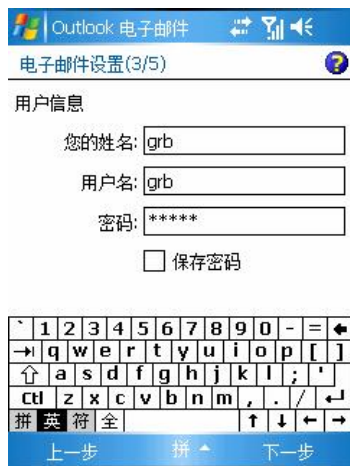 Outlook 电子邮件
电子邮件设置(3/5)
用户信息
您的姓名: grb
用户名: grb
密码: *****
保存密码
` 1 2 3 4 5 6 7 8 9 0 - =
q w e r t y u i o p [ ]
a s d f g h j k l ; '
Ctl z x c v b n m , . /
拼 英 符 全
上一步 拼 下一步